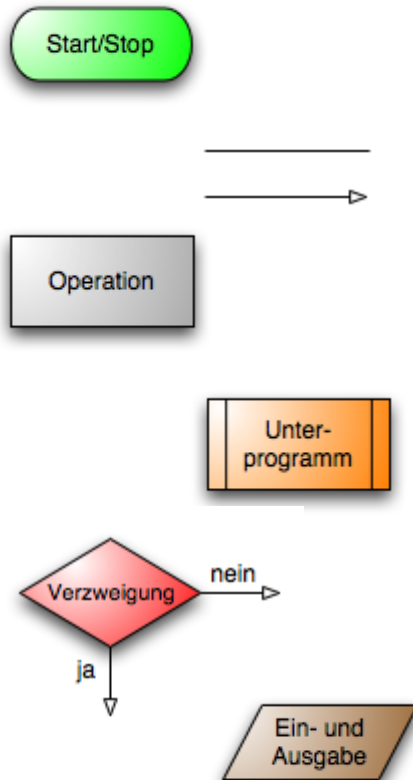 Start/Stop
Operation
Unter-
programm
Verzweigung
nein
ja
Ein- und
Ausgabe